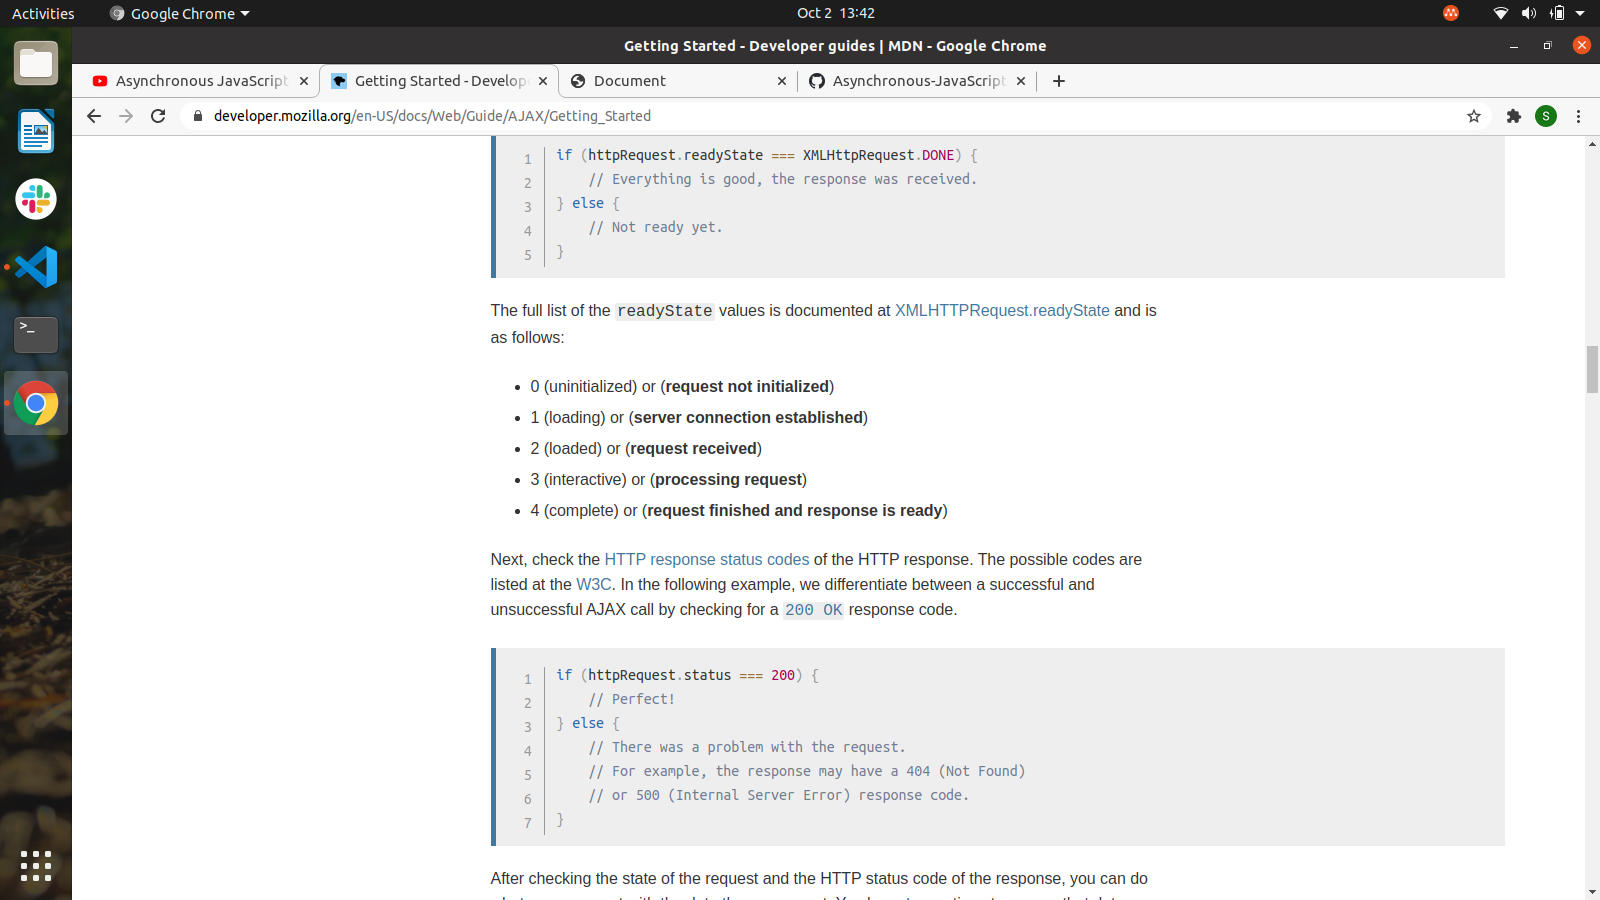 Activities
Google Chrome
Oct 2 13:42
Getting Started - Developer guides | MDN - Google Chrome
Asynchronous JavaScript
Getting Started - Develop
Document
Asynchronous-JavaScript
developer.mozilla.org/en-US/docs/Web/Guide/AJAX/Getting_Started
S
1 if (httpRequest.readyState === XMLHttpRequest.DONE) {
2 // Everything is good, the response was received.
3 } else {
4 // Not ready yet.
5 }
The full list of the readyState values is documented at XMLHTTPRequest.readyState and is
as follows:
• 0 (uninitialized) or (request not initialized)
• 1 (loading) or (server connection established)
• 2 (loaded) or (request received)
• 3 (interactive) or (processing request)
• 4 (complete) or (request finished and response is ready)
Next, check the HTTP response status codes of the HTTP response. The possible codes are
listed at the W3C. In the following example, we differentiate between a successful and
unsuccessful AJAX call by checking for a 200 OK response code.
1 if (httpRequest.status === 200) {
2 // Perfect!
3 } else {
4 // There was a problem with the request.
5 // For example, the response may have a 404 (Not Found)
6 // or 500 (Internal Server Error) response code.
7 }
After checking the state of the request and the HTTP status code of the response, you can do